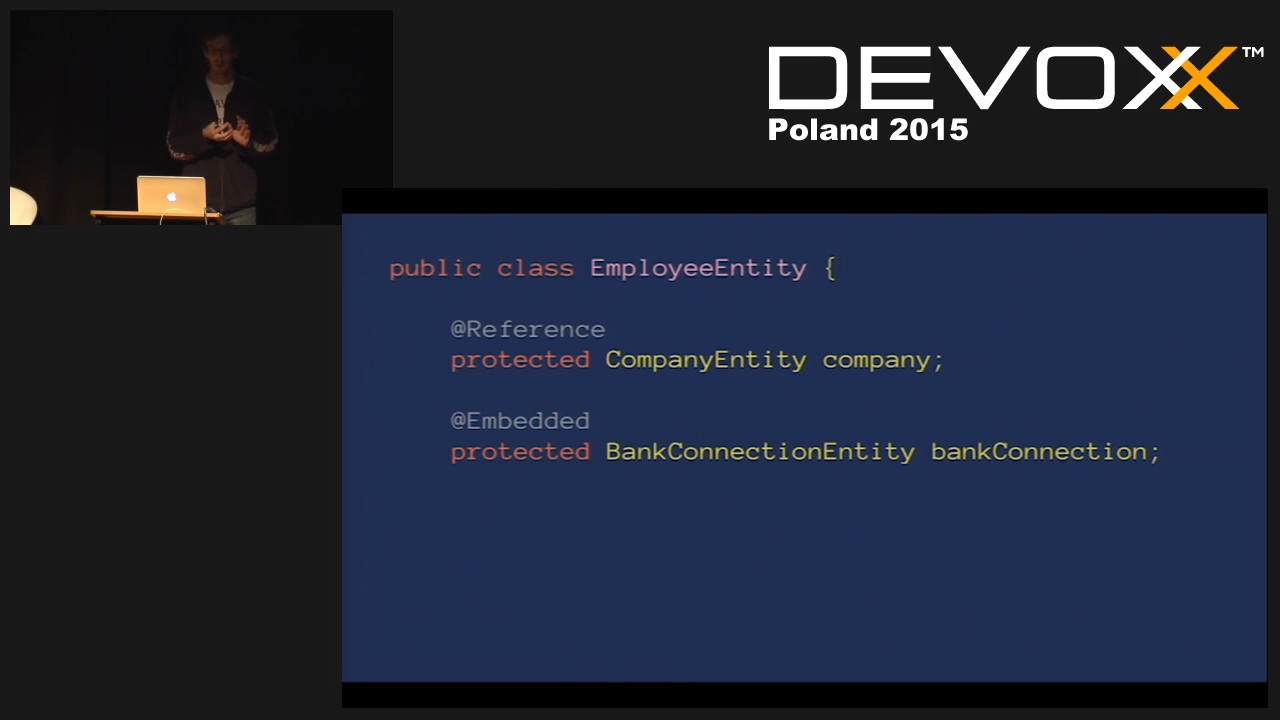 DEVOXX™
Poland 2015
public class EmployeeEntity {
@Reference
protected CompanyEntity company;
@Embedded
protected BankConnectionEntity bankConnection;